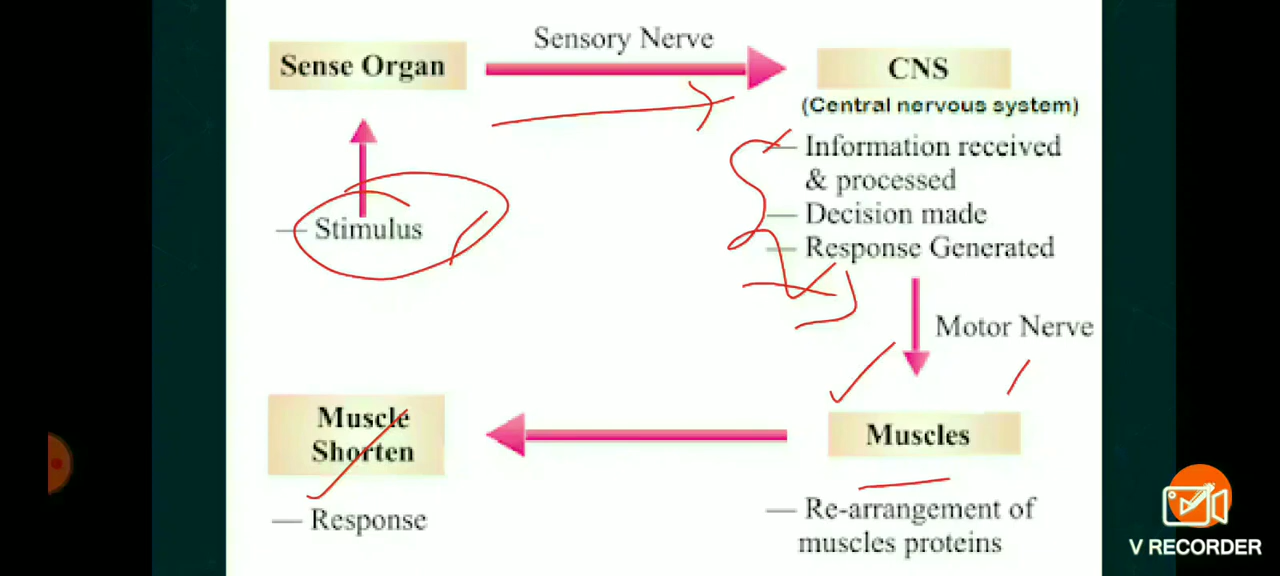 Sensory Nerve
Sense Organ
CNS
(Central nervous system)
— Information received
& processed
— Stimulus
— Decision made
— Response Generated
Motor Nerve
Muscle
Shorten
Muscles
— Response
— Re-arrangement of
muscles proteins
V RECORDER